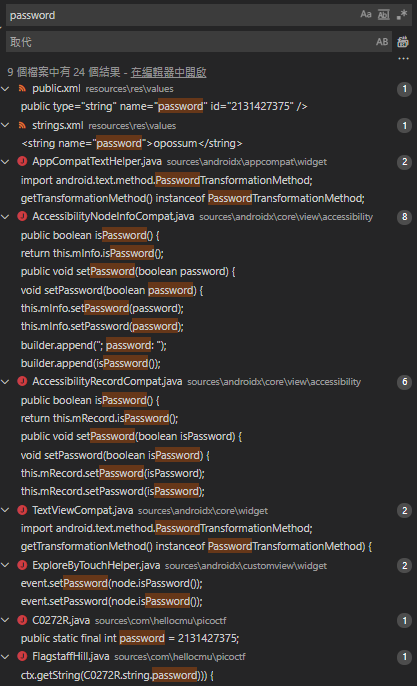 password
Aa
ab
.*
取代
AB
...
9 個檔案中有 24 個結果 - 在編輯器中開啟
public.xml resources\res\values 1
public type="string" name="password" id="2131427375" />
strings.xml resources\res\values 1
<string name="password">opossum</string>
AppCompatTextHelper.java sources\androidx\appcompat\widget 2
import android.text.method.PasswordTransformationMethod;
getTransformationMethod() instanceof PasswordTransformationMethod;
AccessibilityNodeInfoCompat.java sources\androidx\core\view\accessibility 8
public boolean isPassword() {
return this.mInfo.isPassword();
public void setPassword(boolean password) {
void setPassword(boolean password) {
this.mInfo.setPassword(password);
this.mInfo.setPassword(password);
builder.append("; password: ");
builder.append(isPassword());
AccessibilityRecordCompat.java sources\androidx\core\view\accessibility 6
public boolean isPassword() {
return this.mRecord.isPassword();
public void setPassword(boolean isPassword) {
void setPassword(boolean isPassword) {
this.mRecord.setPassword(isPassword);
this.mRecord.setPassword(isPassword);
TextViewCompat.java sources\androidx\core\widget 2
import android.text.method.PasswordTransformationMethod;
getTransformationMethod() instanceof PasswordTransformationMethod) {
ExploreByTouchHelper.java sources\androidx\customview\widget 2
event.setPassword(node.isPassword());
event.setPassword(node.isPassword());
C0272R.java sources\com\hellocmu\picoctf 1
public static final int password = 2131427375;
FlagstaffHill.java sources\com\hellocmu\picoctf 1
ctx.getString(C0272R.string.password))) {